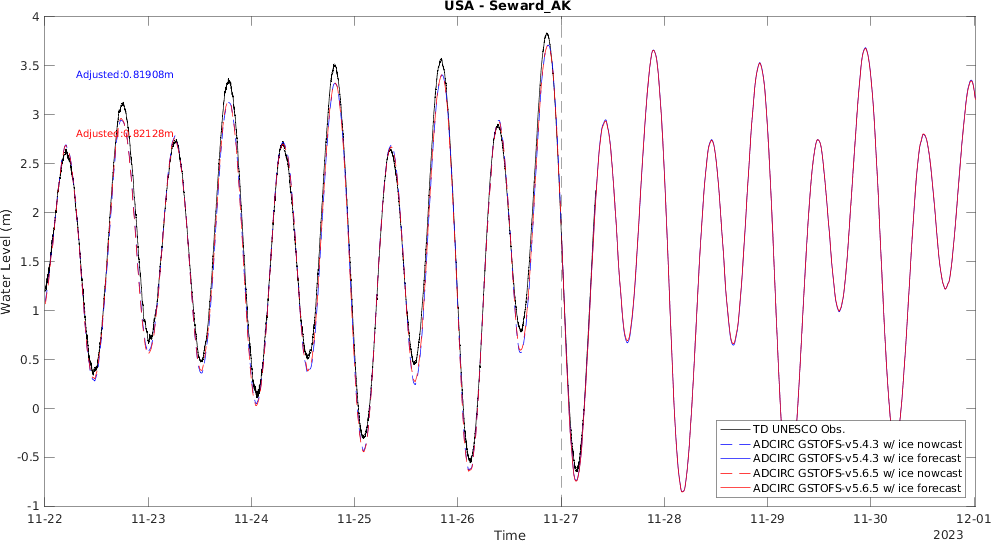 USA - Seward_AK
Adjusted:0.81908m
Adjusted:0.82128m
Water Level (m)
4
3.5
3
2.5
2
1.5
1
0.5
0
-0.5
-1
11-22
11-23
11-24
11-25
11-26
11-27
11-28
11-29
11-30
12-01
Time
2023
TD UNESCO Obs.
ADCIRC GSTOFS-v5.4.3 w/ ice nowcast
ADCIRC GSTOFS-v5.4.3 w/ ice forecast
ADCIRC GSTOFS-v5.6.5 w/ ice nowcast
ADCIRC GSTOFS-v5.6.5 w/ ice forecast